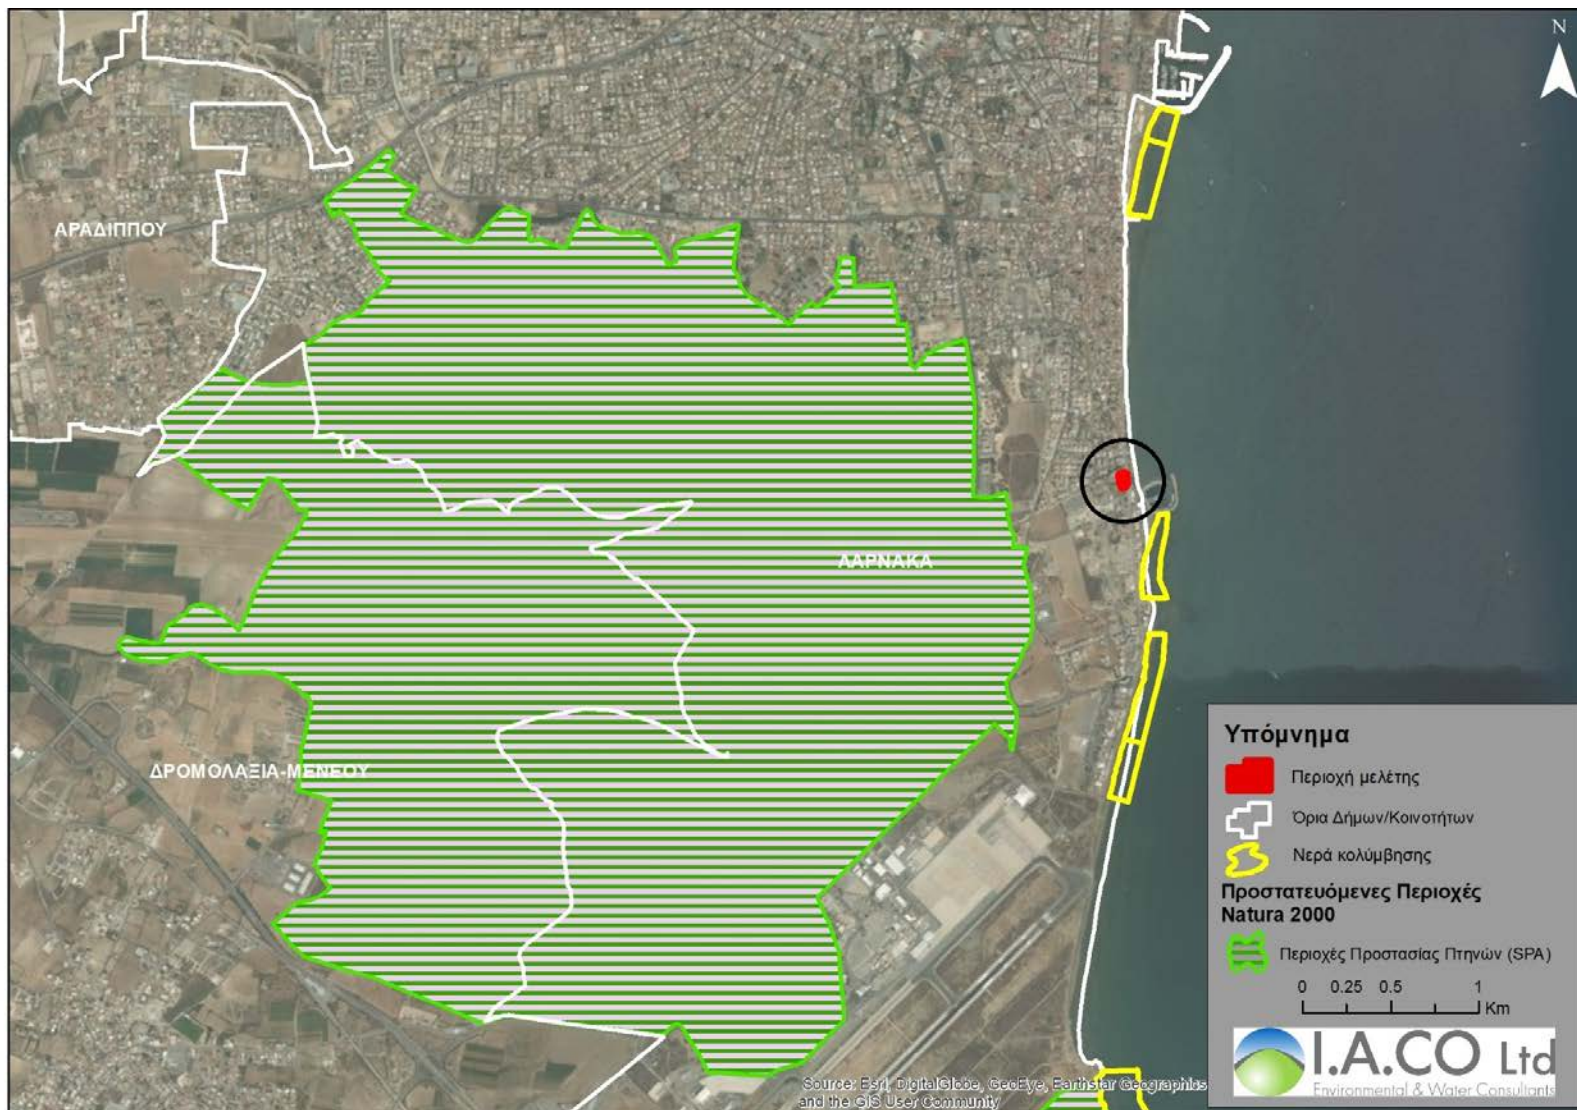 N
ΑΡΑΔΙΠΠΟΥ
ΛΑΡΝΑΚΑ
ΔΡΟΜΟΛΑΞΙΑ-ΜΕΝΕΟΥ
Υπόμνημα
Περιοχή μελέτης
Όρια Δήμων/Κοινοτήτων
Νερά κολύμβησης
Προστατευόμενες Περιοχές
Natura 2000
Περιοχές Προστασίας Πτηνών (SPA)
0 0.25 0.5 1
Km
I.A.CO Ltd
Environmental & Water Consultants
Source: Esri, DigitalGlobe, GeoEye, Earthstar Geographics
and the GIS User Community